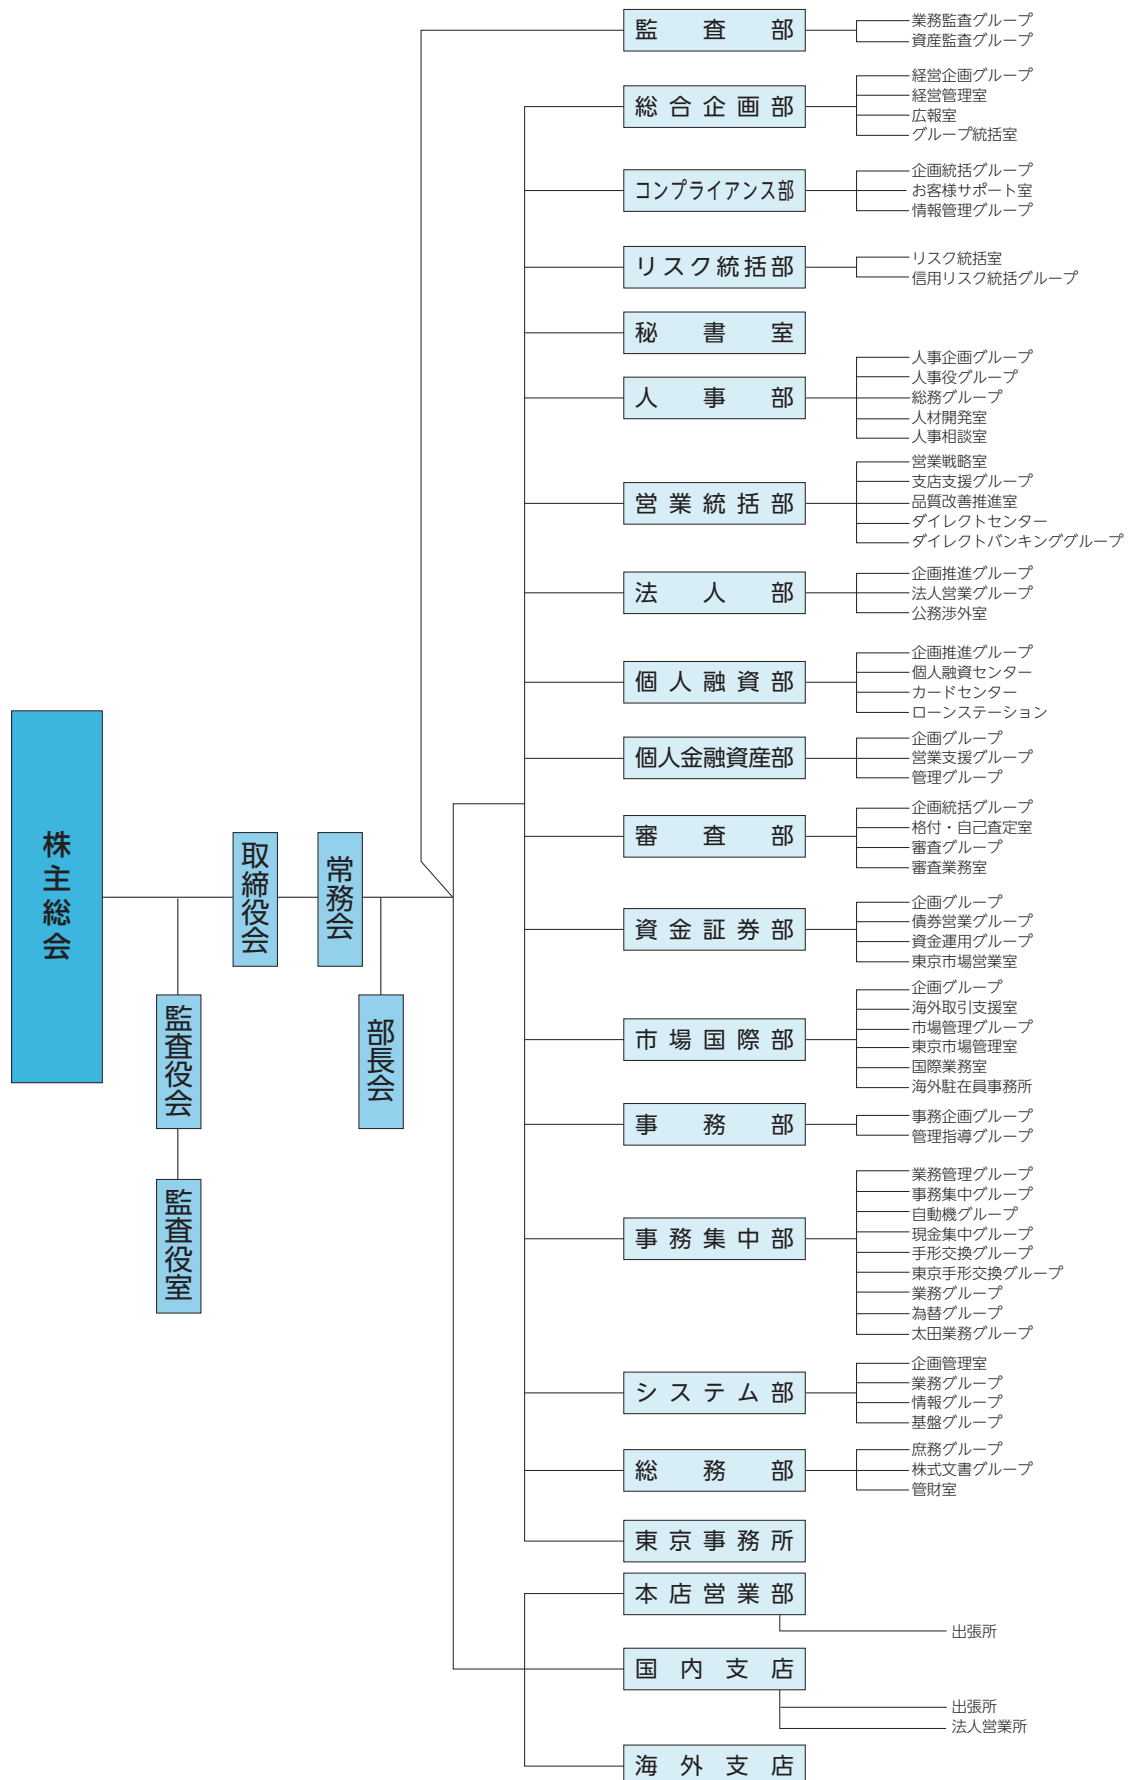 株主総会
監査役会
監査役室
取締役会
常務会
部長会
監査部
業務監査グループ
資産監査グループ
総合企画部
経営企画グループ
経営管理室
広報室
グループ統括室
コンプライアンス部
企画統括グループ
お客様サポート室
情報管理グループ
リスク統括部
リスク統括室
信用リスク統括グループ
秘書室
人事部
人事企画グループ
人事役グループ
総務グループ
人材開発室
人事相談室
営業統括部
営業戦略室
支店支援グループ
品質改善推進室
ダイレクトセンター
ダイレクトバンキンググループ
法人部
企画推進グループ
法人営業グループ
公務渉外室
個人融資部
企画推進グループ
個人融資センター
カードセンター
ローンステーション
個人金融資産部
企画グループ
営業支援グループ
管理グループ
審査部
企画統括グループ
格付・自己査定室
審査グループ
審査業務室
資金証券部
企画グループ
債券営業グループ
資金運用グループ
東京市場営業室
市場国際部
企画グループ
海外取引支援室
市場管理グループ
東京市場管理室
国際業務室
海外駐在員事務所
事務部
事務企画グループ
管理指導グループ
事務集中部
業務管理グループ
事務集中グループ
自動機グループ
現金集中グループ
手形交換グループ
東京手形交換グループ
業務グループ
為替グループ
太田業務グループ
システム部
企画管理室
業務グループ
情報グループ
基盤グループ
総務部
庶務グループ
株式文書グループ
管財室
東京事務所
本店営業部
出張所
国内支店
出張所
法人営業所
海外支店